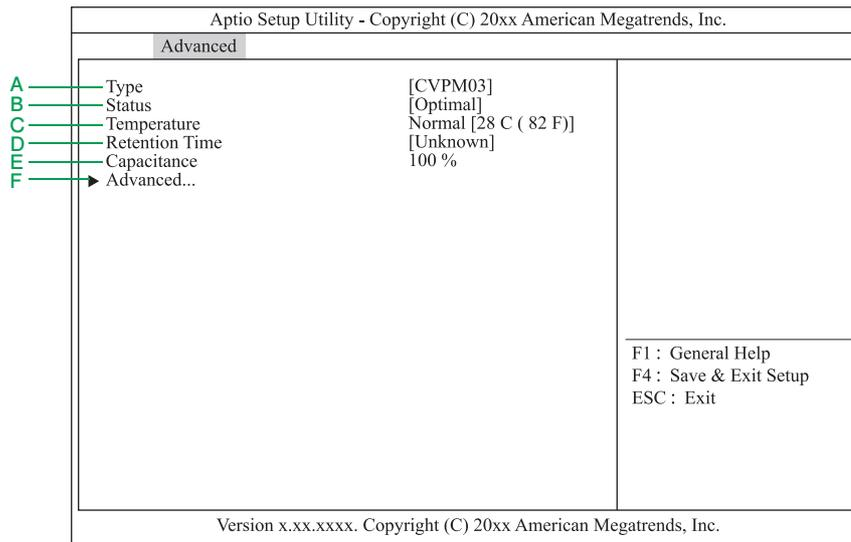 Aptio Setup Utility - Copyright (C) 20xx American Megatrends, Inc.
Advanced
A Type [CVPM03]
B Status [Optimal]
C Temperature Normal [28 C ( 82 F)]
D Retention Time [Unknown]
E Capacitance 100 %
F ▶ Advanced...
F1 : General Help
F4 : Save & Exit Setup
ESC : Exit
Version x.xx.xxxx. Copyright (C) 20xx American Megatrends, Inc.